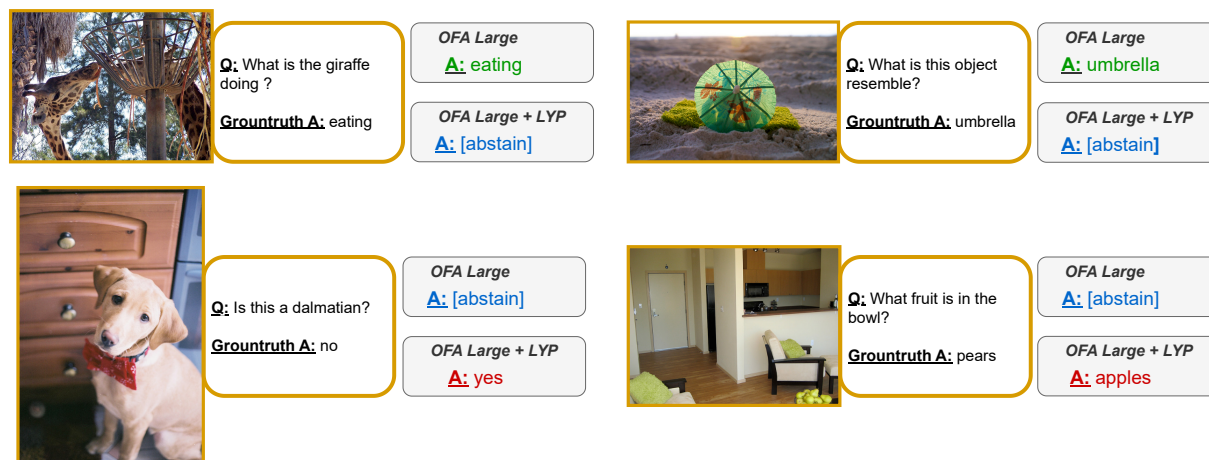 Q: What is the giraffe
doing ?
Grountruth A: eating
OFA Large
A: eating
OFA Large + LYP
A: [abstain]
Q: What is this object
resemble?
Grountruth A: umbrella
OFA Large
A: umbrella
OFA Large + LYP
A: [abstain]
Q: Is this a dalmatian?
Grountruth A: no
OFA Large
A: [abstain]
OFA Large + LYP
A: yes
Q: What fruit is in the
bowl?
Grountruth A: pears
OFA Large
A: [abstain]
OFA Large + LYP
A: apples